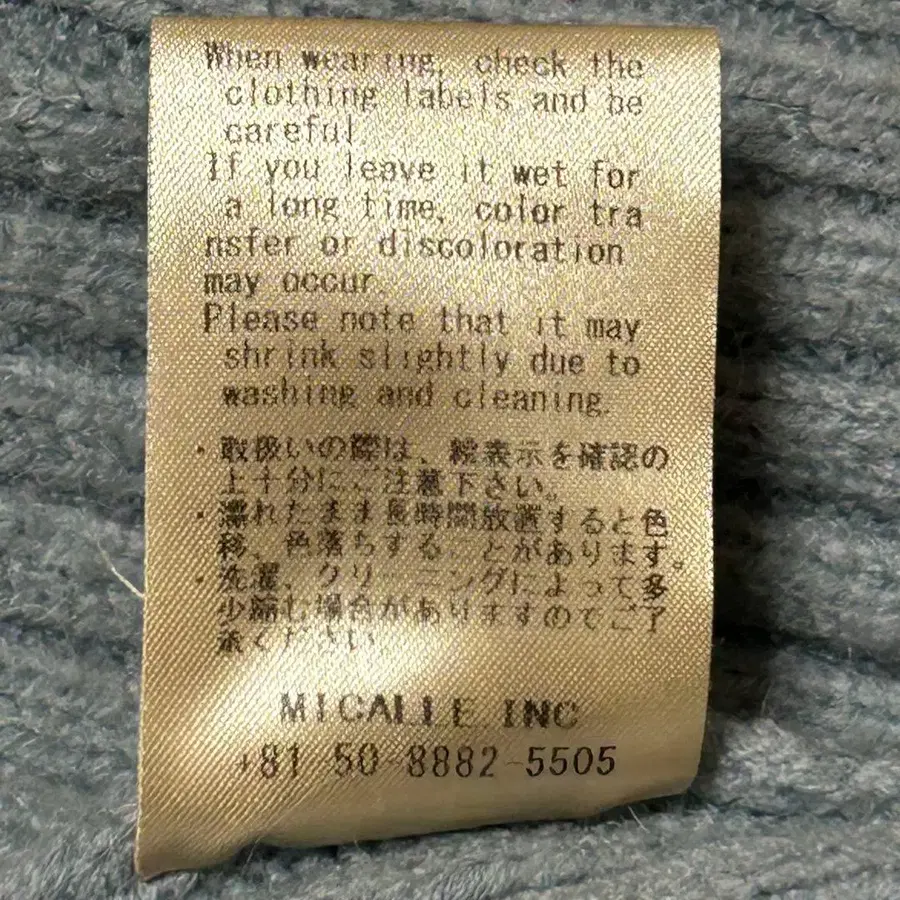 When wearing, check the
clothing labels and be
careful
If you leave it wet for
a long time, color tra
nsfer or discoloration
may occur.
Please note that it may
shrink slightly due to
washing and cleaning.
・取扱いの際は、絵表示を確認の
上十分にご注意下さい。
・濡れたまま長時間放置すると色
移、色落ちすることがあります。
・洗濯、クリーニングによって多
少縮む場合がありますのでご了
承ください
MICALLE INC
+81 50-8882-5505